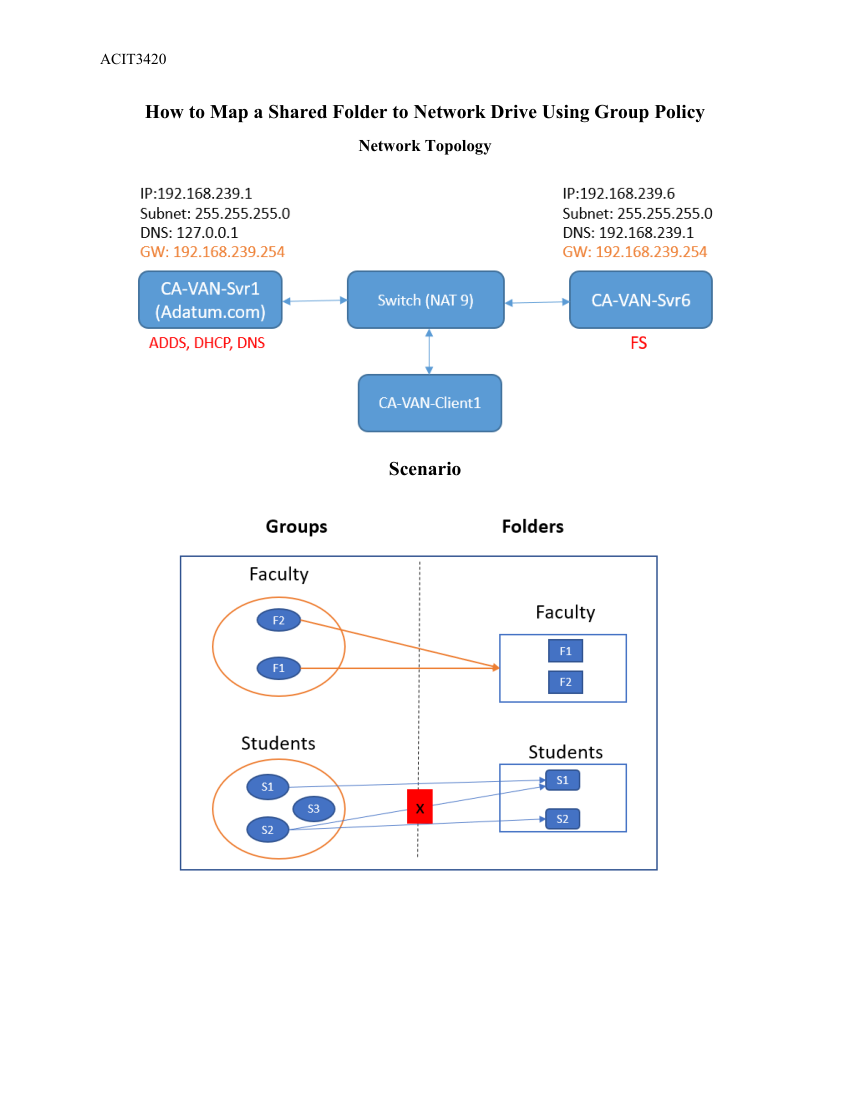 ACIT3420
How to Map a Shared Folder to Network Drive Using Group Policy
Network Topology
IP:192.168.239.1
Subnet: 255.255.255.0
DNS: 127.0.0.1
GW: 192.168.239.254
IP:192.168.239.6
Subnet: 255.255.255.0
DNS: 192.168.239.1
GW: 192.168.239.254
CA-VAN-Svr1
(Adatum.com)
Switch (NAT 9)
CA-VAN-Svr6
ADDS, DHCP, DNS
FS
CA-VAN-Client1
Scenario
Groups
Folders
Faculty
F2
F1
Faculty
F1
F2
Students
S1
S3
S2
X
Students
S1
S2